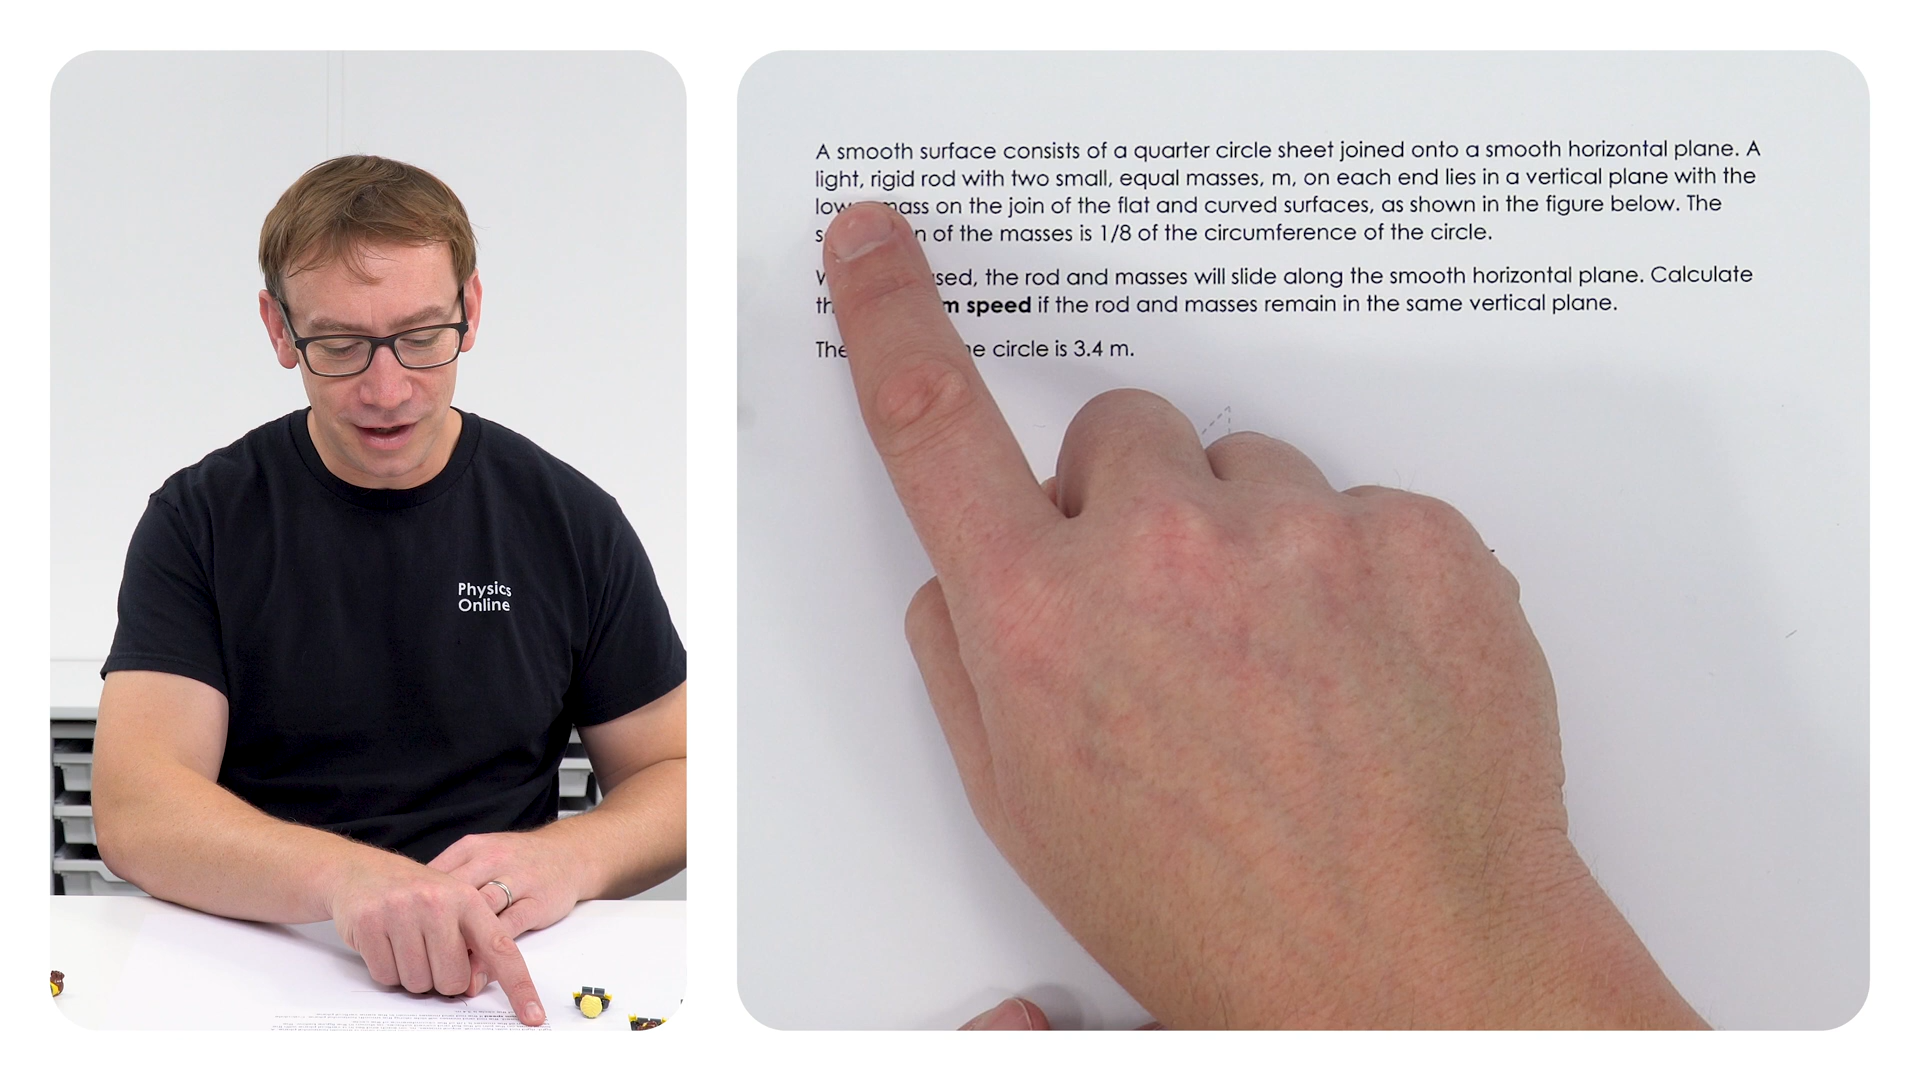 A smooth surface consists of a quarter circle sheet joined onto a smooth horizontal plane. A
light, rigid rod with two small, equal masses, m, on each end lies in a vertical plane with the
mass on the join of the flat and curved surfaces, as shown in the figure below. The
of the masses is 1/8 of the circumference of the circle.
the rod and masses will slide along the smooth horizontal plane. Calculate
speed if the rod and masses remain in the same vertical plane.
circle is 3.4 m.
Physics
Online